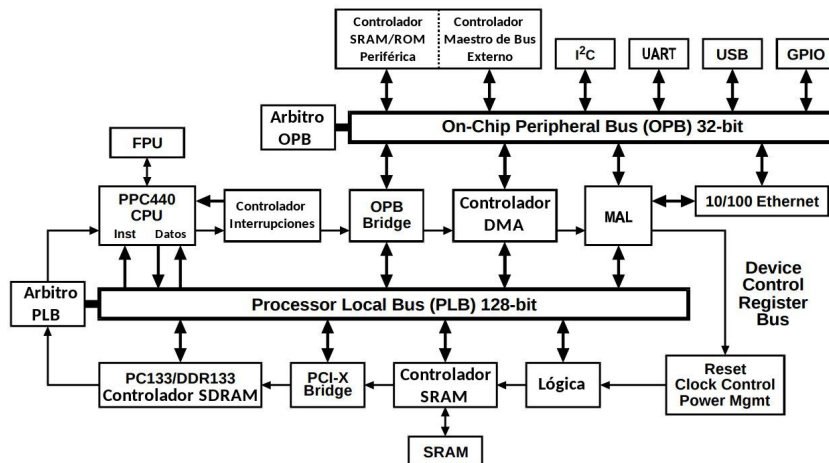 Controlador
SRAM/ROM
Periférica
Controlador
Maestro de Bus
Externo
I²C
UART
USB
GPIO
Arbitro
OPB
On-Chip Peripheral Bus (OPB) 32-bit
FPU
PPC440
CPU
Inst Datos
Controlador
Interrupciones
OPB
Bridge
Controlador
DMA
MAL
10/100 Ethernet
Arbitro
PLB
Processor Local Bus (PLB) 128-bit
Device
Control
Register
Bus
PC133/DDR133
Controlador SDRAM
PCI-X
Bridge
Controlador
SRAM
Lógica
Reset
Clock Control
Power Mgmt
SRAM